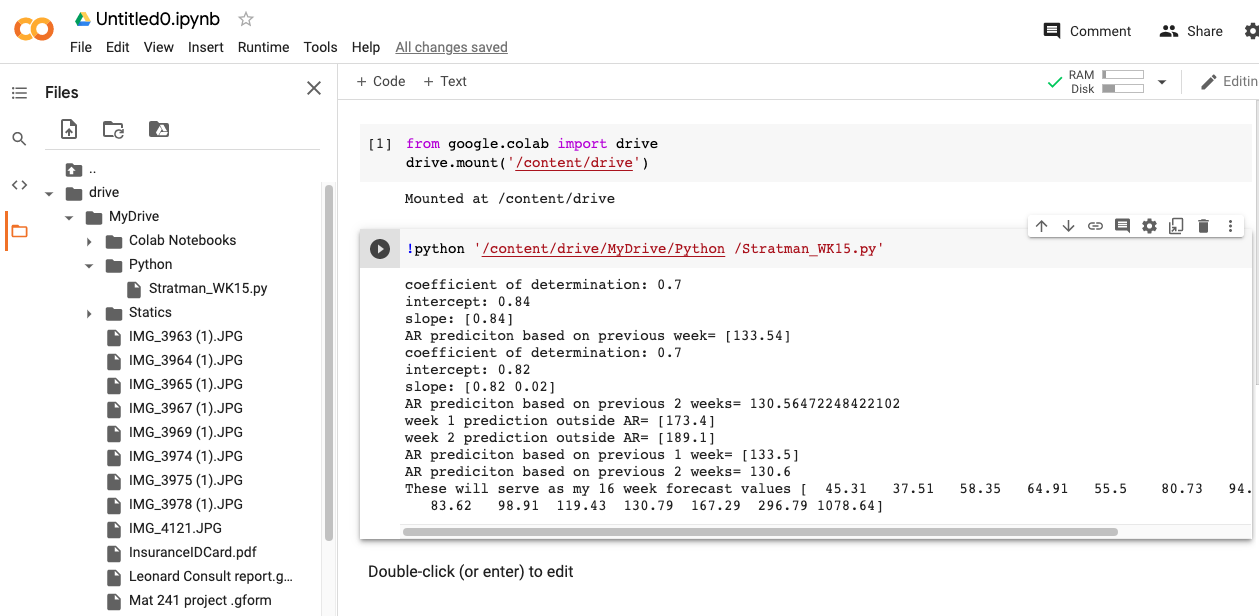 Untitled0.ipynb
File Edit View Insert Runtime Tools Help All changes saved
Comment Share
Files
+ Code + Text
RAM
Disk
Editin
..
drive
MyDrive
Colab Notebooks
Python
Stratman_WK15.py
Statics
IMG_3963 (1).JPG
IMG_3964 (1).JPG
IMG_3965 (1).JPG
IMG_3967 (1).JPG
IMG_3969 (1).JPG
IMG_3974 (1).JPG
IMG_3975 (1).JPG
IMG_3978 (1).JPG
IMG_4121.JPG
InsuranceIDCard.pdf
Leonard Consult report.g...
Mat 241 project .gform
[1] from google.colab import drive
drive.mount('/content/drive')
Mounted at /content/drive
!python '/content/drive/MyDrive/Python /Stratman_WK15.py'
coefficient of determination: 0.7
intercept: 0.84
slope: [0.84]
AR prediciton based on previous week= [133.54]
coefficient of determination: 0.7
intercept: 0.82
slope: [0.82 0.02]
AR prediciton based on previous 2 weeks= 130.56472248422102
week 1 prediction outside AR= [173.4]
week 2 prediction outside AR= [189.1]
AR prediciton based on previous 1 week= [133.5]
AR prediciton based on previous 2 weeks= 130.6
These will serve as my 16 week forecast values [ 45.31 37.51 58.35 64.91 55.5 80.73 94.
83.62 98.91 119.43 130.79 167.29 296.79 1078.64]
Double-click (or enter) to edit